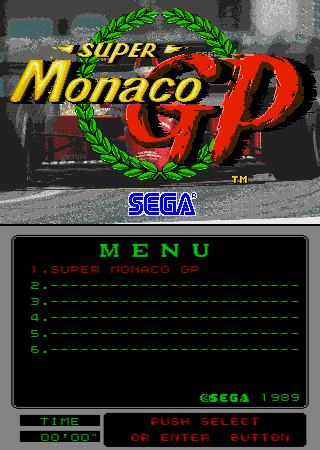 SUPER
Monaco GP
TM
SEGA
MENU
1.SUPER MONACO GP
2.-------------------------
3.-------------------------
4.-------------------------
5.-------------------------
6.-------------------------
©SEGA 1989
TIME
00'00"
PUSH SELECT
OR ENTER BUTTON